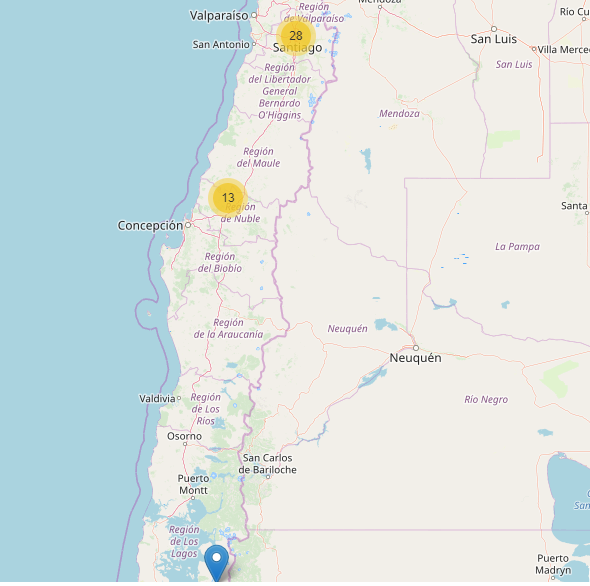 Región
de Valparaíso
Valparaíso
28
San Antonio
Santiago
Mendoza
Rio Cu
San Luis
Villa Merce
San Luis
Región
del Libertador
General
Bernardo
O'Higgins
Mendoza
Región
del Maule
13
Región
de Ñuble
Concepción
Santa
Región
del Biobío
La Pampa
Región
de la Araucanía
Neuquén
Neuquén
Valdivia
Región
de Los
Ríos
Río Negro
Osorno
San Carlos
de Bariloche
Puerto
Montt
Región
de Los
Lagos
Puerto
Madryn